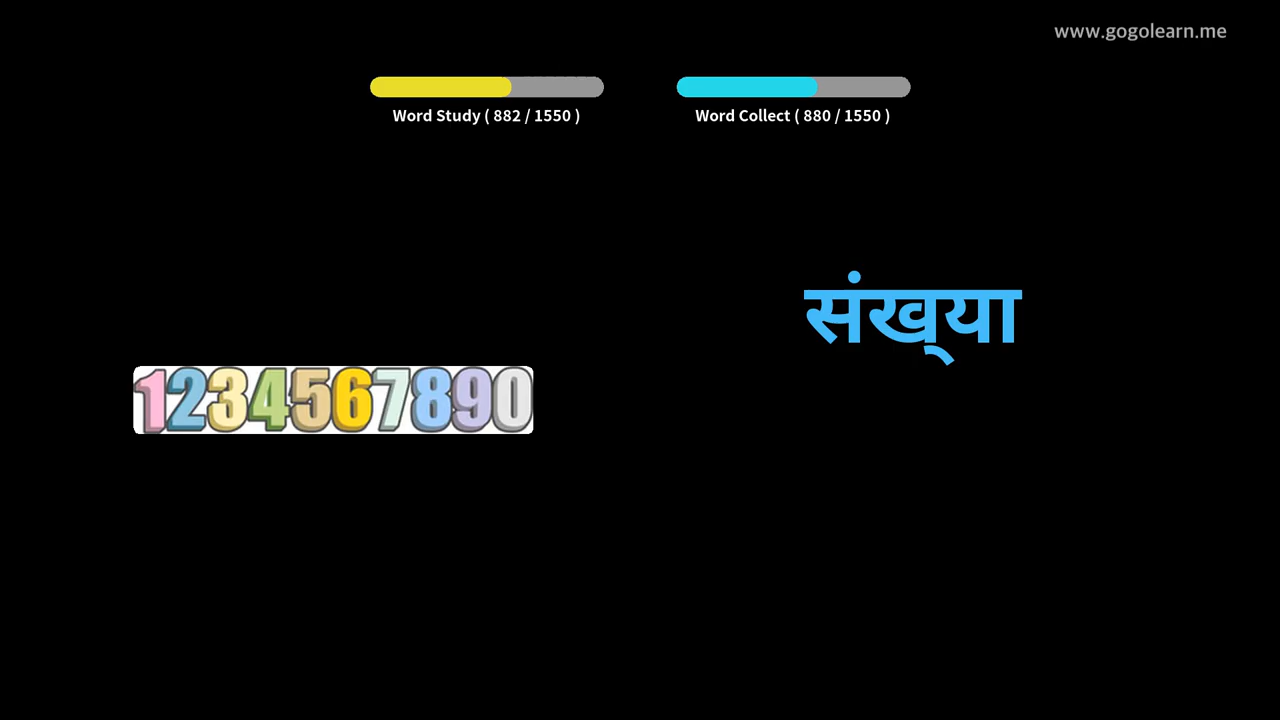 www.gogolearn.me
Word Study ( 882 / 1550 )
Word Collect ( 880 / 1550 )
संख्या
1234567890